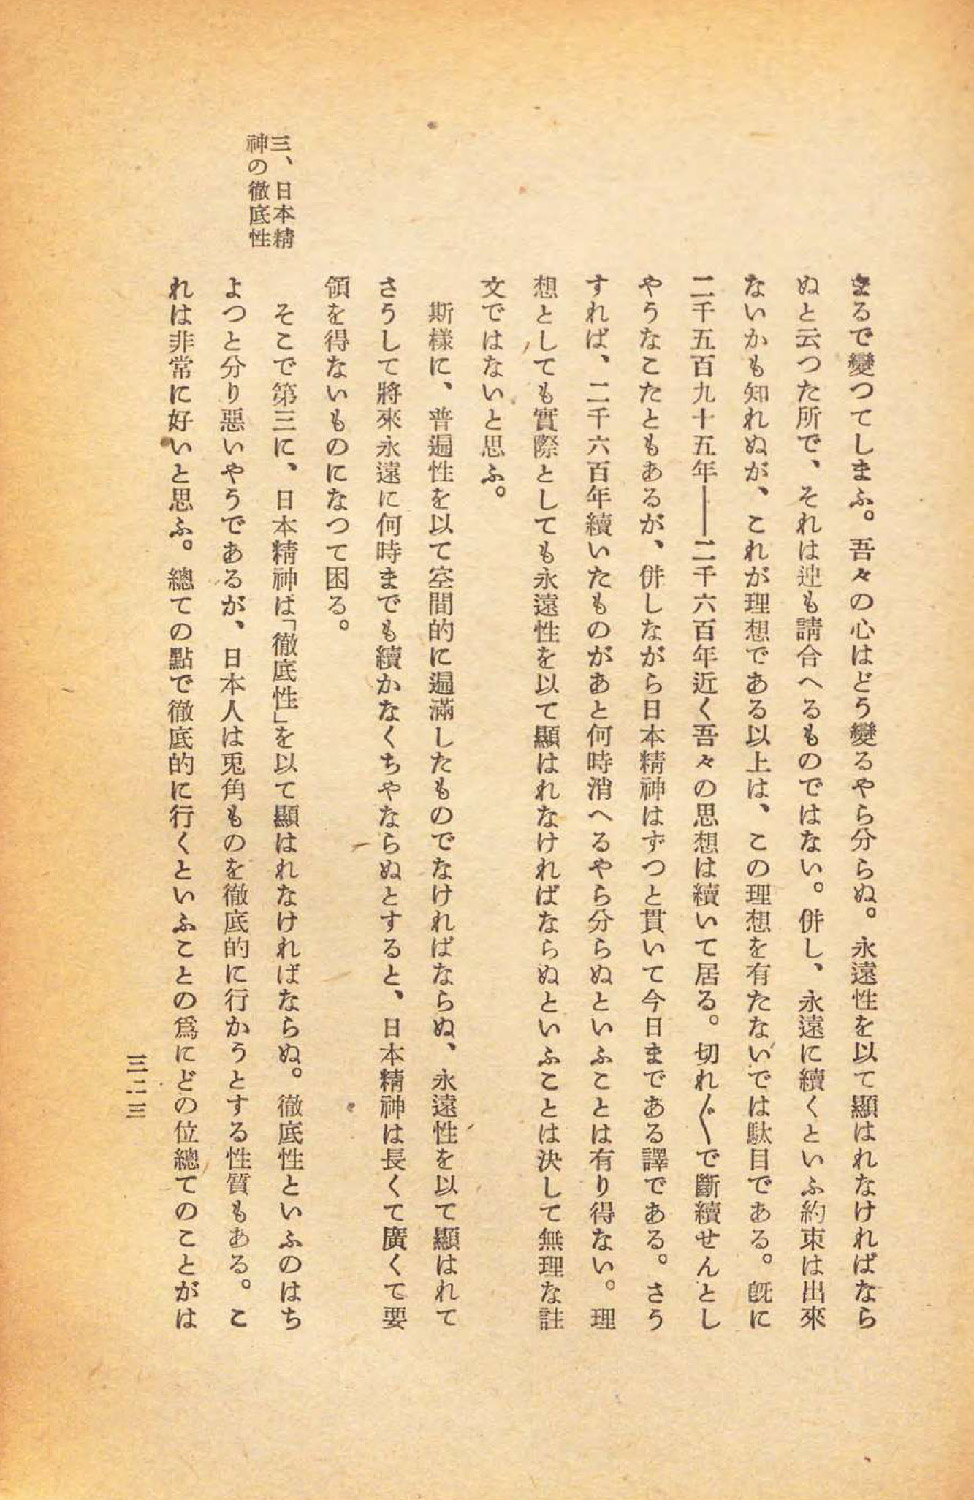 まるで變つてしまふ。吾々の心はどう變るやら分らぬ。永遠性を以て顯はれなければなら
ぬと云つた所で、それは迚も請合へるものではない。併し、永遠に續くといふ約束は出來
ないかも知れぬが、これが理想である以上は、この理想を有たないでは駄目である。既に
二千五百九十五年――二千六百年近く吾々の思想は續いて居る。切れ〴〵で斷續せんとし
やうなこたともあるが、併しながら日本精神はずつと貫いて今日まである譯である。さう
すれば、二千六百年續いたものがあと何時消へるやら分らぬといふことは有り得ない。理
想としても實際としても永遠性を以て顯はれなければならぬといふことは決して無理な註
文ではないと思ふ。
斯樣に、普遍性を以て空間的に遍滿したものでなければならぬ、永遠性を以て顯はれて
さうして將來永遠に何時までも續かなくちやならぬとすると、日本精神は長くて廣くて要
領を得ないものになつて困る。
三、日本精
神の徹底性
そこで第三に、日本精神は「徹底性」を以て顯はれなければならぬ。徹底性といふのはち
よつと分り惡いやうであるが、日本人は兎角ものを徹底的に行かうとする性質もある。こ
れは非常に好いと思ふ。總ての點で徹底的に行くといふことの爲にどの位總てのことがは
三二三